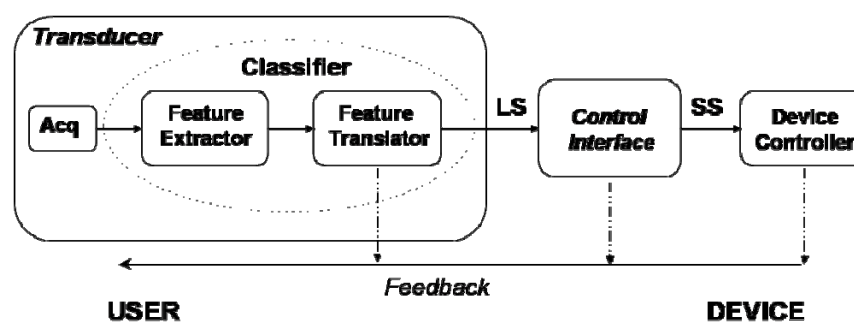 Transducer
Classifier
Acq
Feature
Extractor
Feature
Translator
LS
Control
Interface
SS
Device
Controller
Feedback
USER
DEVICE